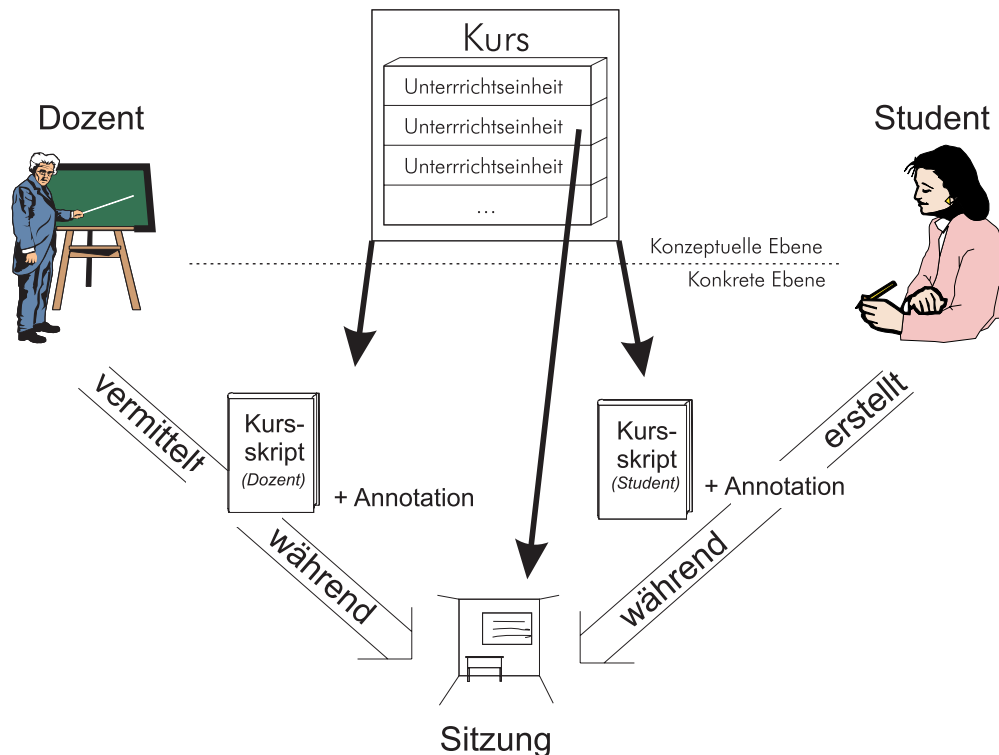 Kurs
Unterrrichtseinheit
Unterrrichtseinheit
Unterrrichtseinheit
...
Dozent
Student
Konzeptuelle Ebene
Konkrete Ebene
vermittelt
Kurs-
skript
(Dozent)
+ Annotation
während
Kurs-
skript
(Student)
+ Annotation
erstellt
während
Sitzung